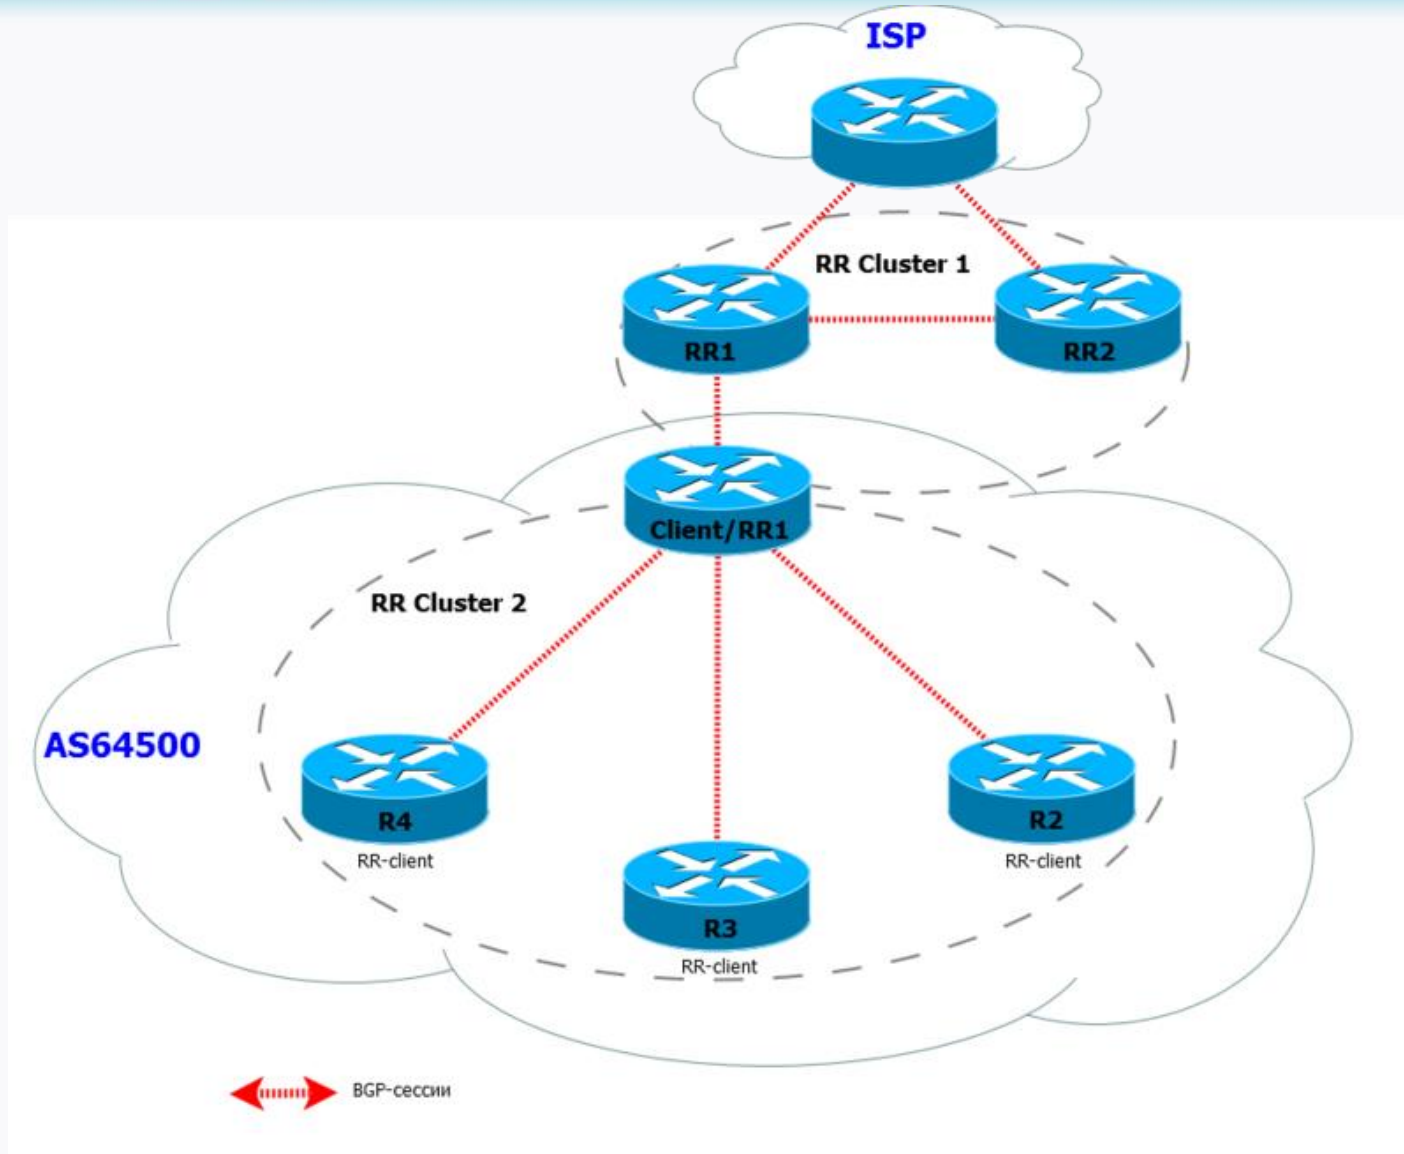 ISP
RR Cluster 1
RR1
RR2
Client/RR1
RR Cluster 2
AS64500
R4
RR-client
R2
RR-client
R3
RR-client
BGP-сессии